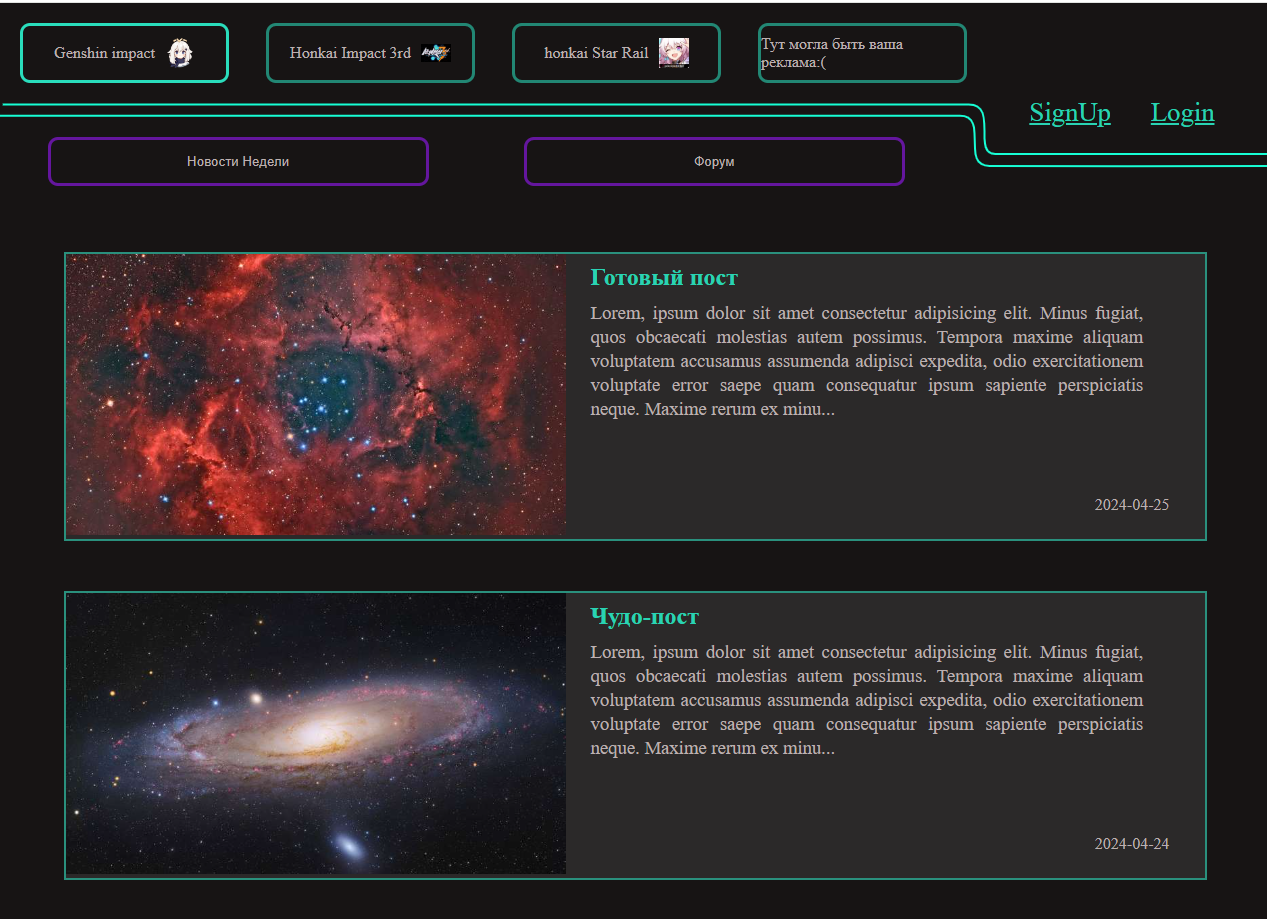 Genshin impact
Honkai Impact 3rd
honkai Star Rail
Тут могла быть ваша
реклама:(
SignUp
Login
Новости Недели
Форум
Готовый пост
Lorem, ipsum dolor sit amet consectetur adipisicing elit. Minus fugiat,
quos obcaecati molestias autem possimus. Tempora maxime aliquam
voluptatem accusamus assumenda adipisci expedita, odio exercitationem
voluptate error saepe quam consequatur ipsum sapiente perspiciatis
neque. Maxime rerum ex minu...
2024-04-25
Чудо-пост
Lorem, ipsum dolor sit amet consectetur adipisicing elit. Minus fugiat,
quos obcaecati molestias autem possimus. Tempora maxime aliquam
voluptatem accusamus assumenda adipisci expedita, odio exercitationem
voluptate error saepe quam consequatur ipsum sapiente perspiciatis
neque. Maxime rerum ex minu...
2024-04-24